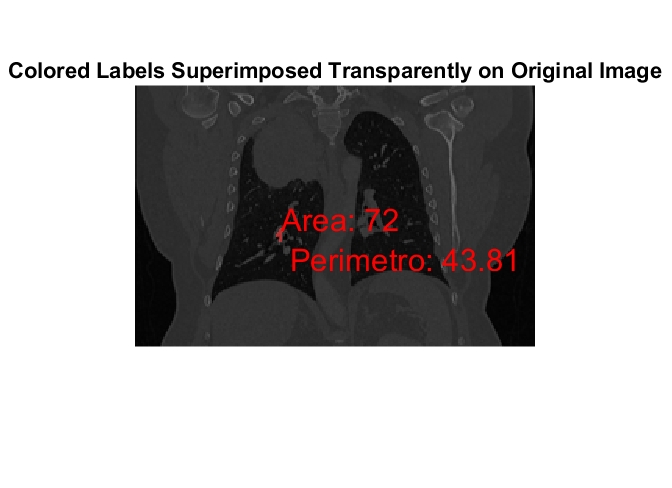 Colored Labels Superimposed Transparently on Original Image
Area: 72
Perimetro: 43.81